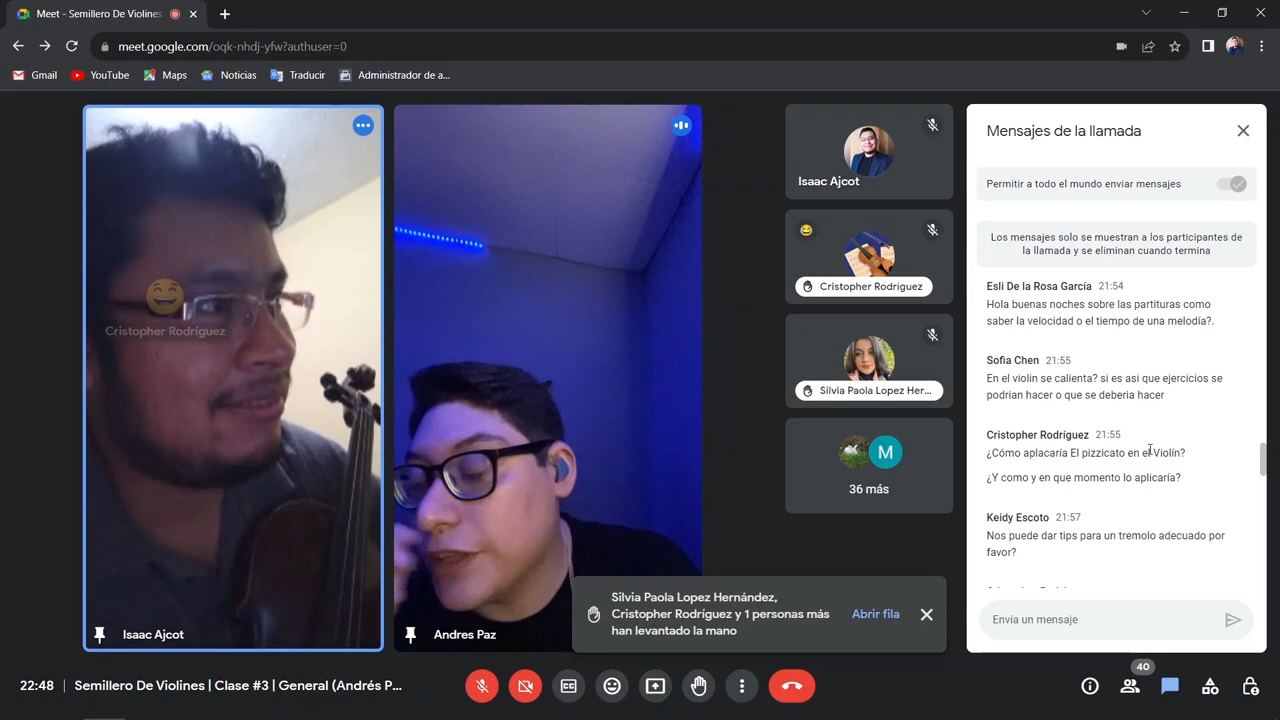 Meet - Semillero De Violines
meet.google.com/oqk-nhdj-yfw?authuser=0
Gmail
YouTube
Maps
Noticias
Traducir
Administrador de a...
Cristopher Rodríguez
Isaac Ajcot
Andres Paz
Isaac Ajcot
Cristopher Rodríguez
Silvia Paola Lopez Her...
M
36 más
Silvia Paola Lopez Hernández,
Cristopher Rodríguez y 1 personas más
han levantado la mano
Abrir fila
Mensajes de la llamada
Permitir a todo el mundo enviar mensajes
Los mensajes solo se muestran a los participantes de
la llamada y se eliminan cuando termina
Esli De la Rosa García 21:54
Hola buenas noches sobre las partituras como
saber la velocidad o el tiempo de una melodía?.
Sofia Chen 21:55
En el violin se calienta? si es asi que ejercicios se
podrian hacer o que se deberia hacer
Cristopher Rodríguez 21:55
¿Cómo aplacaría El pizzicato en el Violín?
¿Y como y en que momento lo aplicaría?
Keidy Escoto 21:57
Nos puede dar tips para un tremolo adecuado por
favor?
Envía un mensaje
22:48 | Semillero De Violines | Clase #3 | General (Andrés P...
40